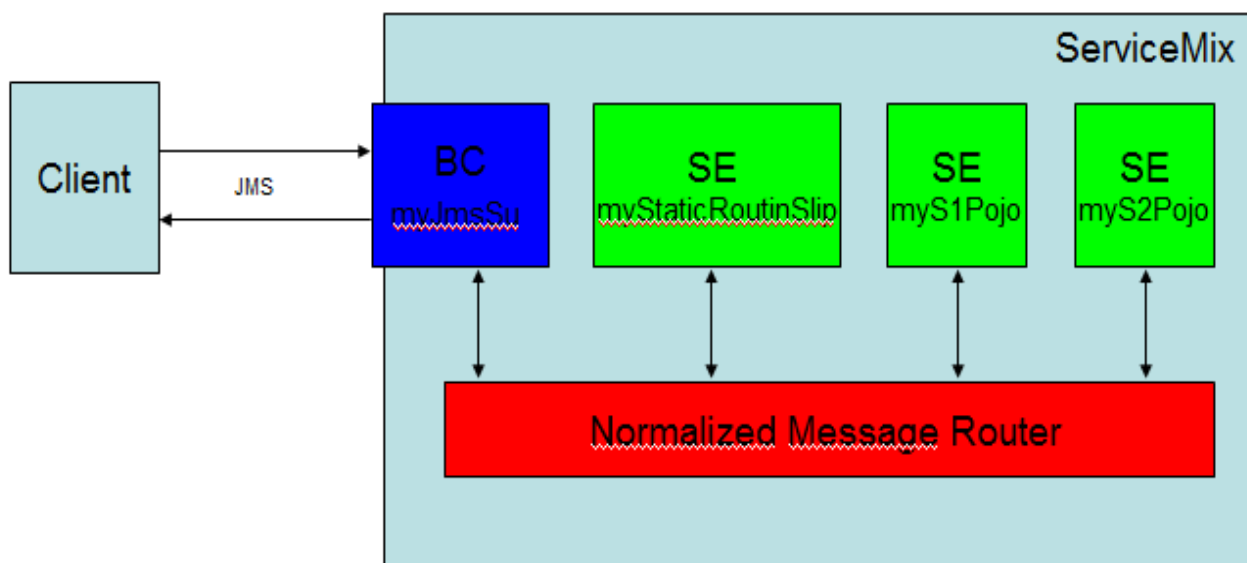 ServiceMix
Client
JMS
BC
myJmsSu
SE
myStaticRoutinSlip
SE
myS1Pojo
SE
myS2Pojo
Normalized Message Router